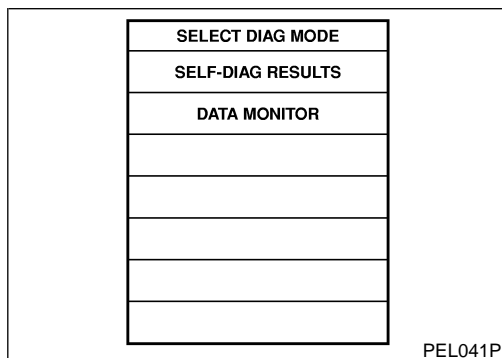 SELECT DIAG MODE
SELF-DIAG RESULTS
DATA MONITOR
PEL041P